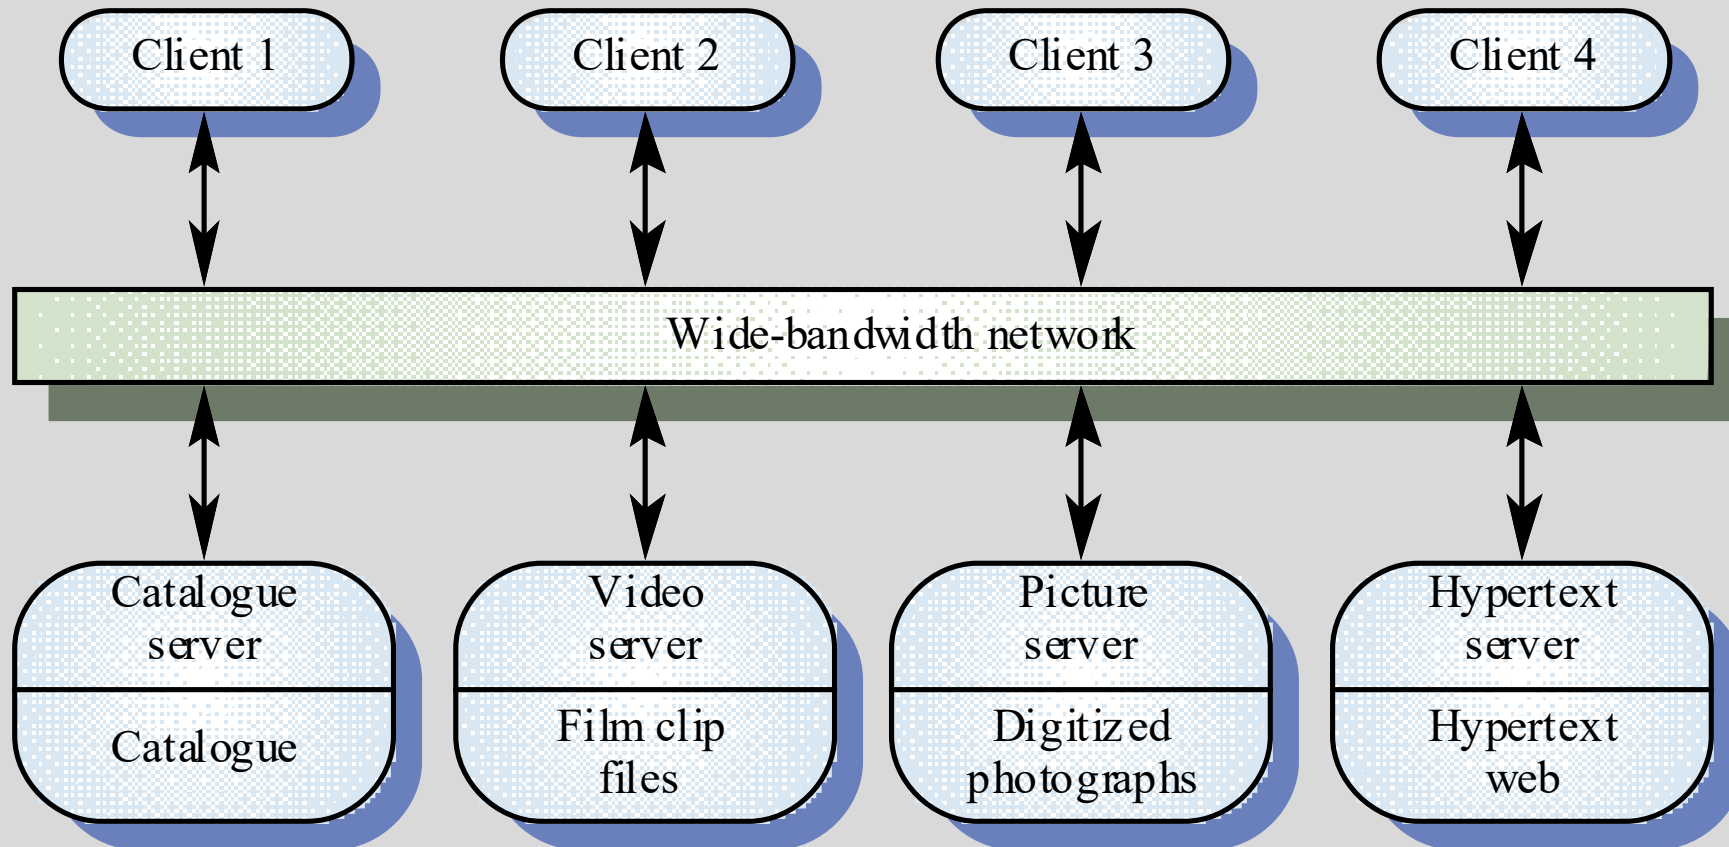 Client 1
Client 2
Client 3
Client 4
Wide-bandwidth network
Catalogue
server
Catalogue
Video
server
Film clip
files
Picture
server
Digitized
photographs
Hypertext
server
Hypertext
web